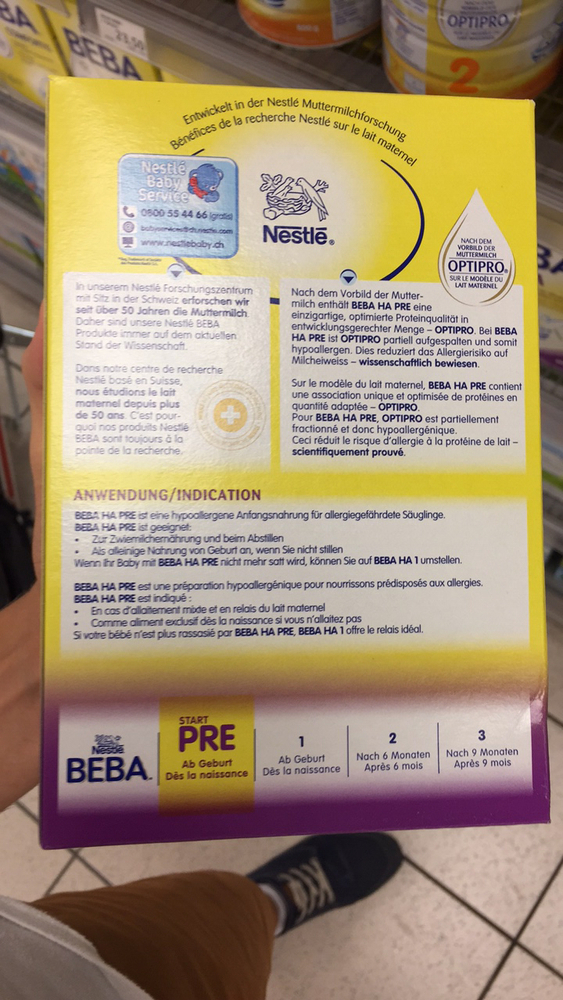 BEBA
23.50
OPTIPRO
2
Entwickelt in der Nestlé Muttermilchforschung
Bénéfices de la recherche Nestlé sur le lait maternel
Nestlé
Baby
Service
0800 55 44 66 (gratis)
www.nestlebaby.ch
Nestlé®
NACH DEM
VORBILD DER
MUTTERMILCH
OPTIPRO®
SUR LE MODÈLE DU
LAIT MATERNEL
In unserem Nestlé Forschungszentrum
mit Sitz in der Schweiz erforschen wir
seit über 50 Jahren die Muttermilch.
Daher sind unsere Nestlé BEBA
Produkte immer auf dem aktuellen
Stand der Wissenschaft.
Dans notre centre de recherche
Nestlé basé en Suisse,
nous étudions le lait
maternel depuis plus
de 50 ans. C'est pour-
quoi nos produits Nestlé
BEBA sont toujours à la
pointe de la recherche.
Nach dem Vorbild der Mutter-
milch enthält BEBA HA PRE eine
einzigartige, optimierte Proteinqualität in
entwicklungsgerechter Menge – OPTIPRO. Bei BEBA
HA PRE ist OPTIPRO partiell aufgespalten und somit
hypoallergen. Dies reduziert das Allergierisiko auf
Milcheiweiss – wissenschaftlich bewiesen.
Sur le modèle du lait maternel, BEBA HA PRE contient
une association unique et optimisée de protéines en
quantité adaptée – OPTIPRO.
Pour BEBA HA PRE, OPTIPRO est partiellement
fractionné et donc hypoallergénique.
Ceci réduit le risque d'allergie à la protéine de lait –
scientifiquement prouvé.
ANWENDUNG/INDICATION
BEBA HA PRE ist eine hypoallergene Anfangsnahrung für allergiegefährdete Säuglinge.
BEBA HA PRE ist geeignet:
• Zur Zwiemilchernährung und beim Abstillen
• Als alleinige Nahrung von Geburt an, wenn Sie nicht stillen
Wenn Ihr Baby mit BEBA HA PRE nicht mehr satt wird, können Sie auf BEBA HA 1 umstellen.
BEBA HA PRE est une préparation hypoallergénique pour nourrissons prédisposés aux allergies.
BEBA HA PRE est indiqué :
• En cas d'allaitement mixte et en relais du lait maternel
• Comme aliment exclusif dès la naissance si vous n'allaitez pas
Si votre bébé n'est plus rassasié par BEBA HA PRE, BEBA HA 1 offre le relais idéal.
Nestlé
BEBA
START
PRE
Ab Geburt
Dès la naissance
1
Ab Geburt
Dès la naissance
2
Nach 6 Monaten
Après 6 mois
3
Nach 9 Monaten
Après 9 mois